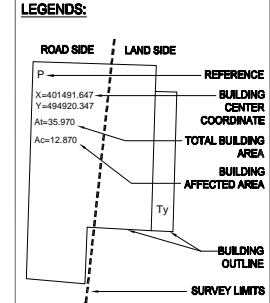 LEGENDS:
ROAD SIDE
LAND SIDE
P
REFERENCE
X=401491.647
Y=494920.347
BUILDING
CENTER
COORDINATE
At=35.970
TOTAL BUILDING
AREA
Ac=12.870
BUILDING
AFFECTED AREA
Ty
BUILDING
OUTLINE
SURVEY LIMITS